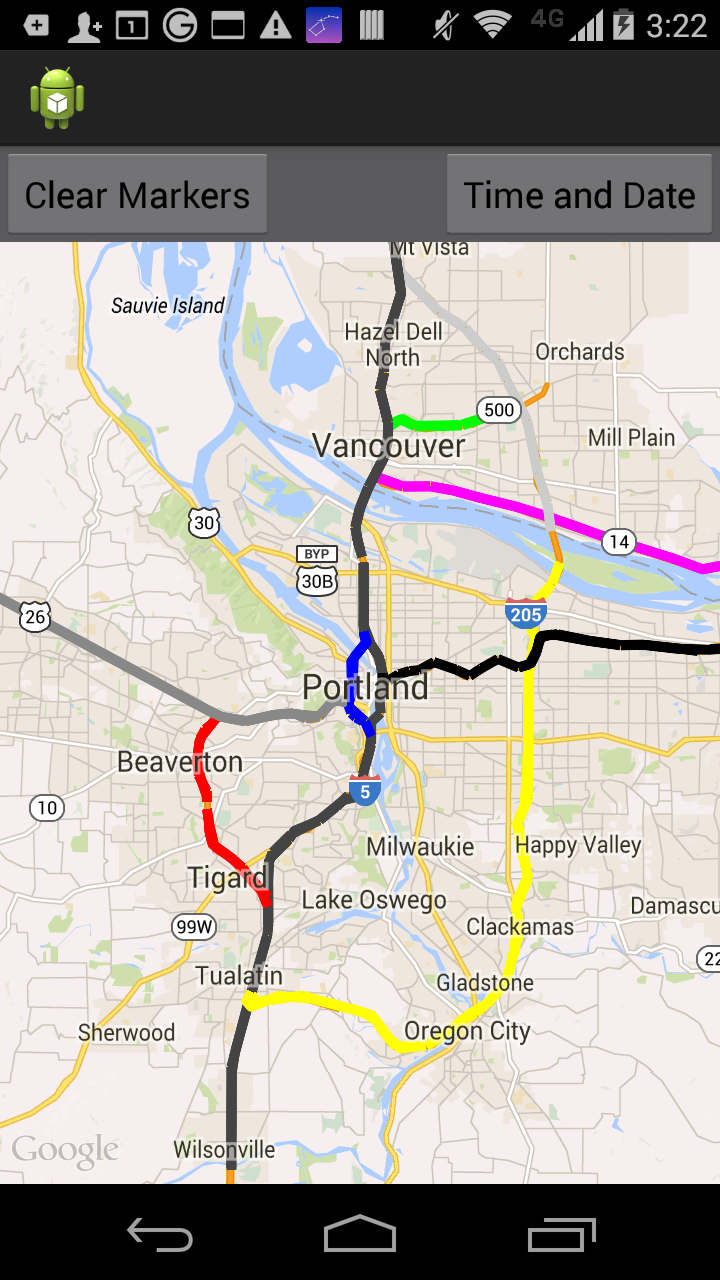 1
4G
3:22
Clear Markers
Time and Date
Mt Vista
Sauvie Island
Hazel Dell
North
Orchards
500
Vancouver
Mill Plain
30
14
BYP
30B
26
205
Portland
Beaverton
5
10
Milwaukie
Happy Valley
Tigard
Lake Oswego
Damascu
99W
Clackamas
22
Tualatin
Gladstone
Sherwood
Oregon City
Google
Wilsonville